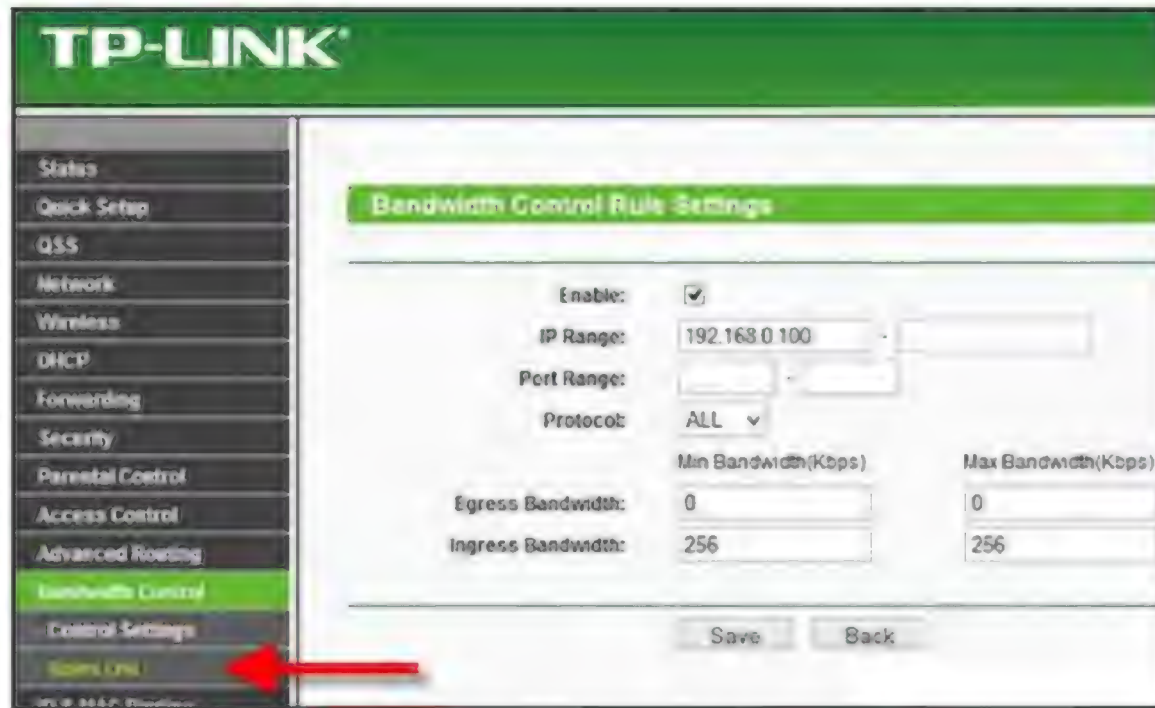 TP-LINK
Status
Quick Setup
QSS
Network
Wireless
DHCP
Forwarding
Security
Parental Control
Access Control
Advanced Routing
Bandwidth Control
Control Settings
Rules List
Bandwidth Control Rule Settings
Enable:
IP Range: 192.168.0.100 -
Port Range: -
Protocol: ALL
Min Bandwidth(Kbps) Max Bandwidth(Kbps)
Egress Bandwidth: 0 0
Ingress Bandwidth: 256 256
Save Back